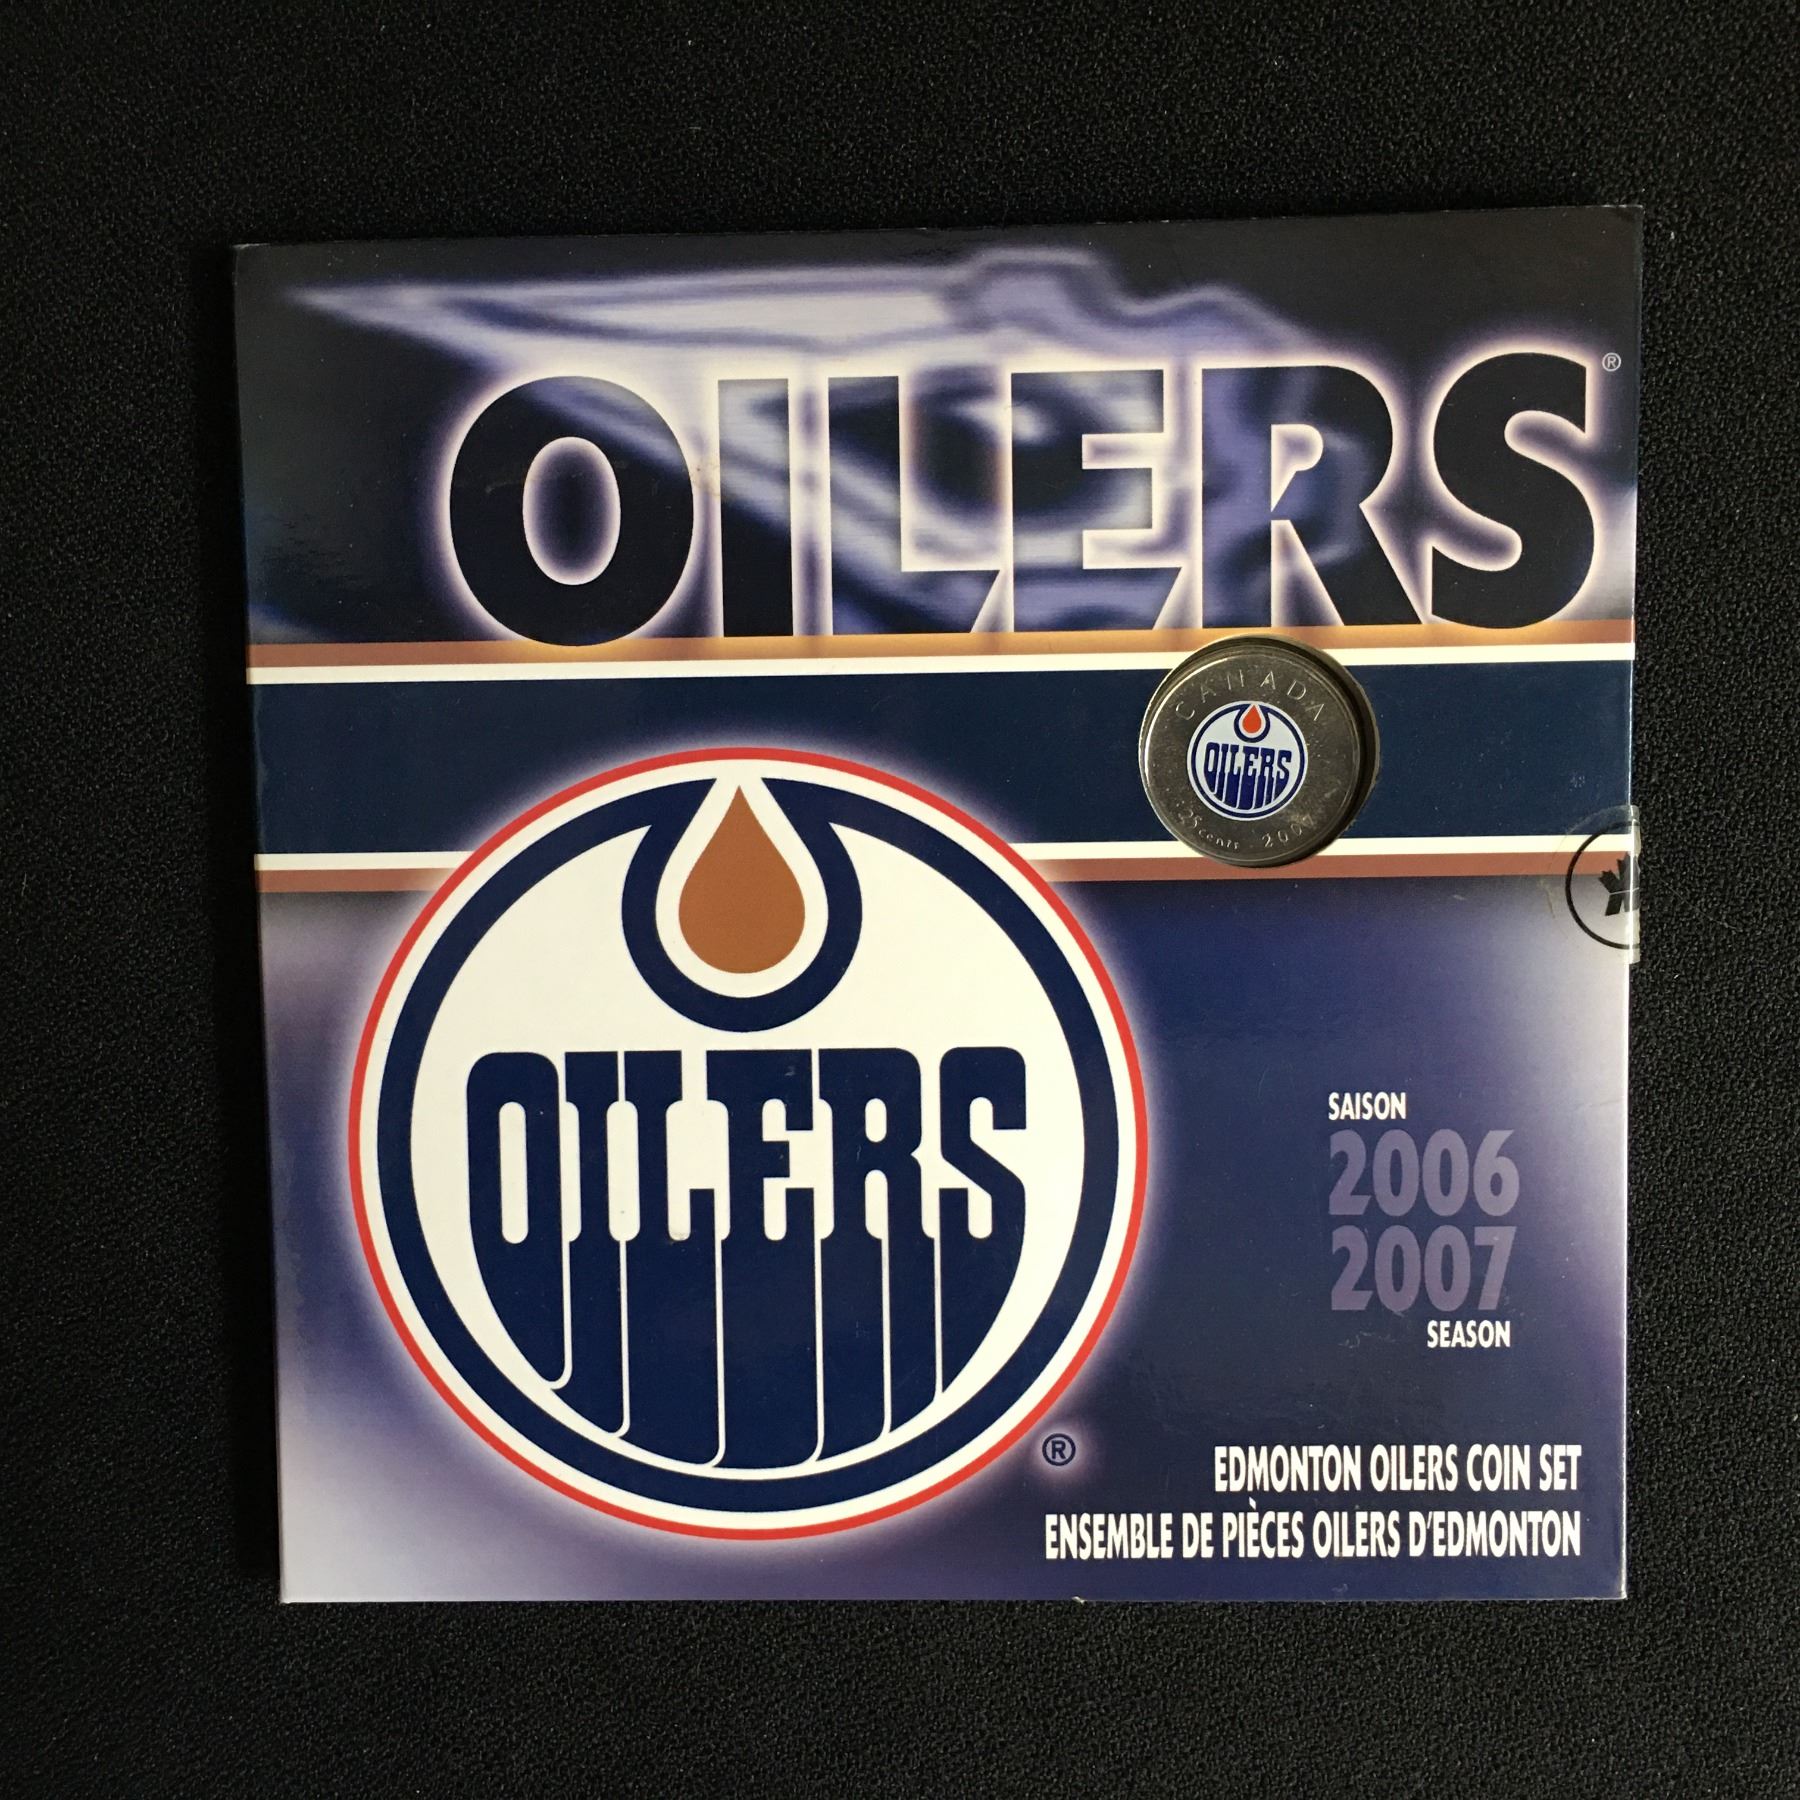 OILERS®
CANADA
OILERS
25 cents 2007
OILERS
®
SAISON
2006
2007
SEASON
EDMONTON OILERS COIN SET
ENSEMBLE DE PIÈCES OILERS D'EDMONTON